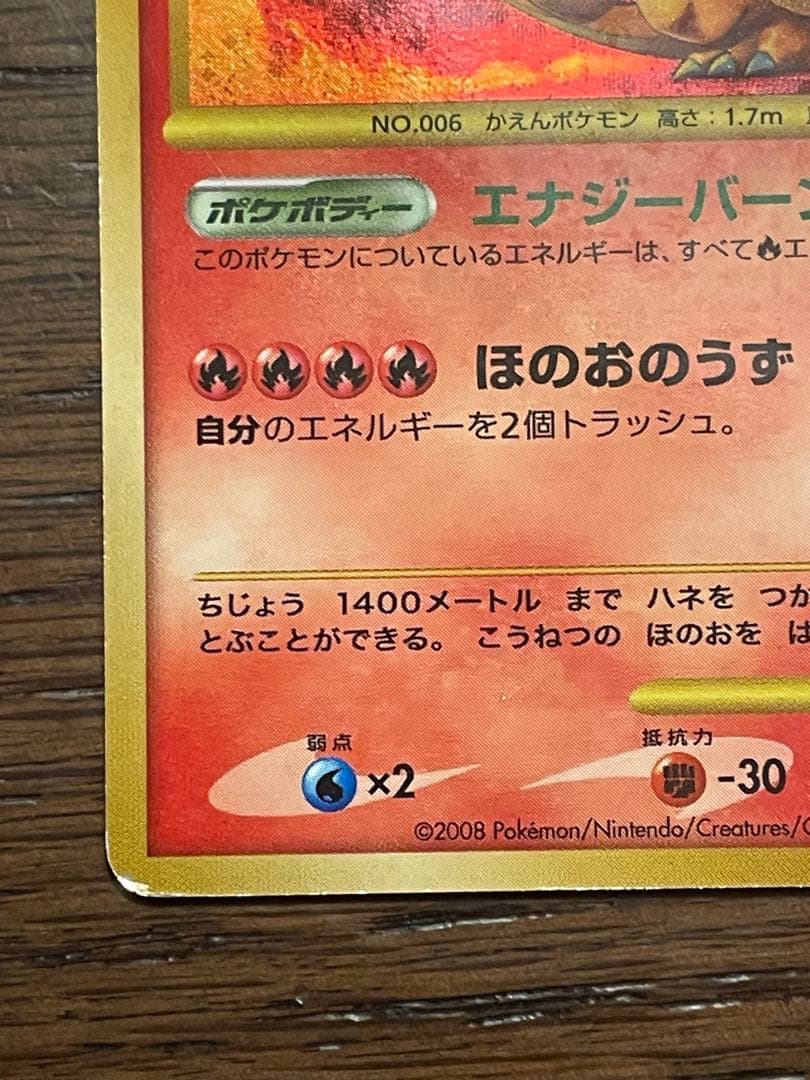 NO.006 かえんポケモン 高さ:1.7m
ポケボディー エナジーバーン
このポケモンについているエネルギーは、すべて🔥エ
ほのおのうず
自分のエネルギーを2個トラッシュ。
ちじょう 1400メートル まで ハネを つか
とぶことができる。 こうねつの ほのおを は
弱点 抵抗力
×2 -30
©2008 Pokémon/Nintendo/Creatures/